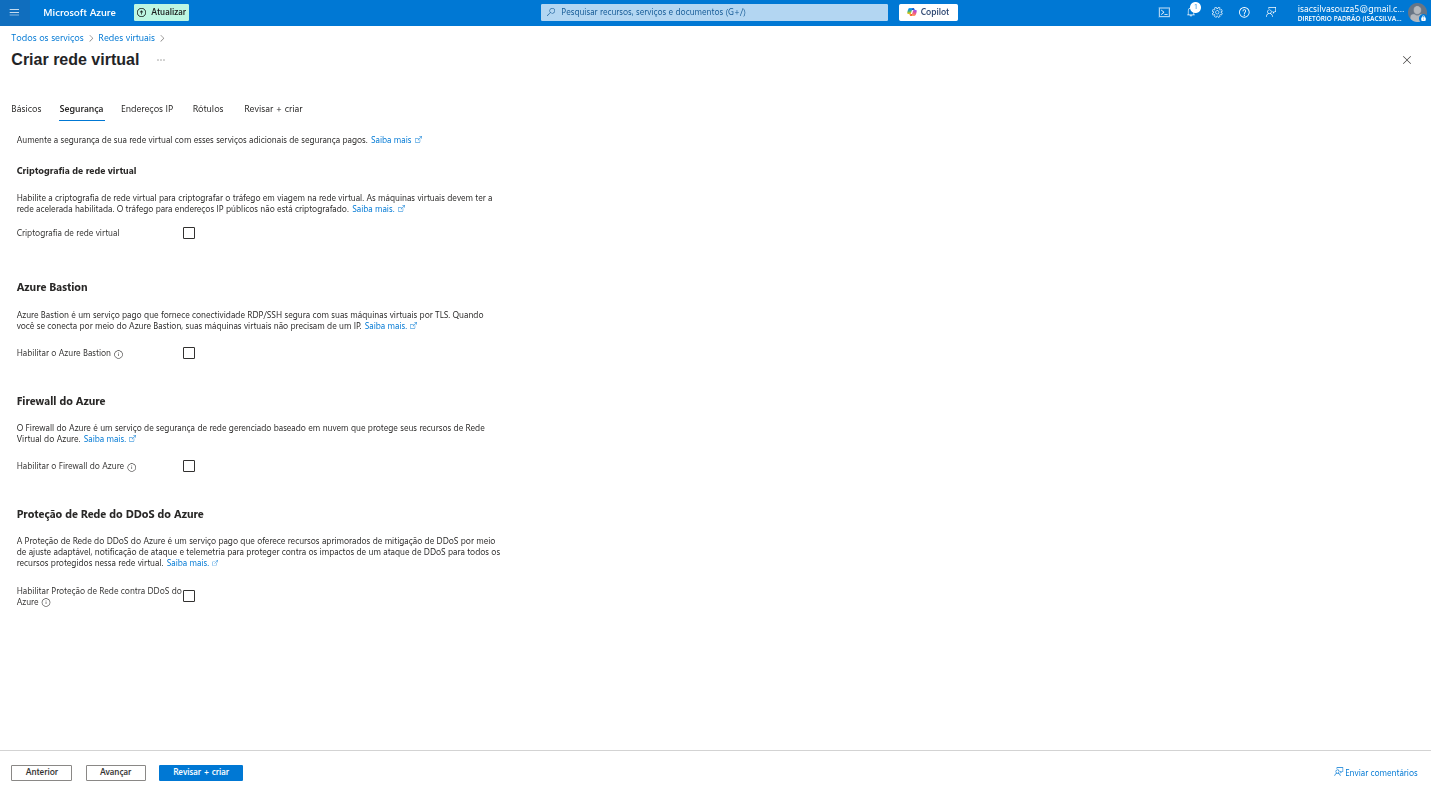 Microsoft Azure
Atualizar
Pesquisar recursos, serviços e documentos (G+/)
Copilot
1
isacsilvasouza5@gmail.c...
DIRETÓRIO PADRÃO (ISACSILVA...
Todos os serviços > Redes virtuais >
Criar rede virtual ...
Básicos Segurança Endereços IP Rótulos Revisar + criar
Aumente a segurança de sua rede virtual com esses serviços adicionais de segurança pagos. Saiba mais
Criptografia de rede virtual
Habilite a criptografia de rede virtual para criptografar o tráfego em viagem na rede virtual. As máquinas virtuais devem ter a
rede acelerada habilitada. O tráfego para endereços IP públicos não está criptografado. Saiba mais.
Criptografia de rede virtual
Azure Bastion
Azure Bastion é um serviço pago que fornece conectividade RDP/SSH segura com suas máquinas virtuais por TLS. Quando
você se conecta por meio do Azure Bastion, suas máquinas virtuais não precisam de um IP. Saiba mais.
Habilitar o Azure Bastion
Firewall do Azure
O Firewall do Azure é um serviço de segurança de rede gerenciado baseado em nuvem que protege seus recursos de Rede
Virtual do Azure. Saiba mais.
Habilitar o Firewall do Azure
Proteção de Rede do DDoS do Azure
A Proteção de Rede do DDoS do Azure é um serviço pago que oferece recursos aprimorados de mitigação de DDoS por meio
de ajuste adaptável, notificação de ataque e telemetria para proteger contra os impactos de um ataque de DDoS para todos os
recursos protegidos nessa rede virtual. Saiba mais.
Habilitar Proteção de Rede contra DDoS do
Azure
Anterior
Avançar
Revisar + criar
Enviar comentários